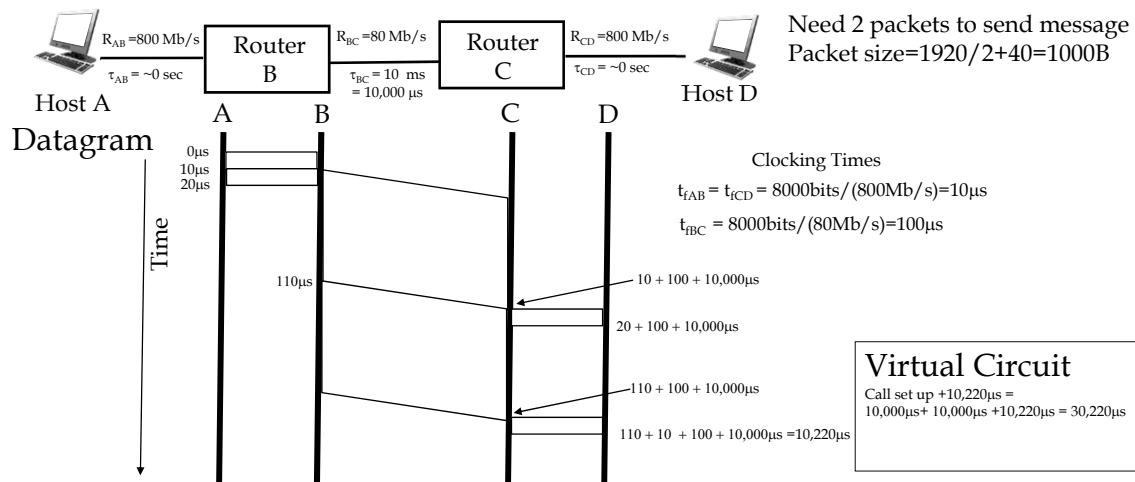 R_AB=800 Mb/s
τ_AB = ~0 sec
Host A
Router
B
R_BC=80 Mb/s
τ_BC = 10 ms
= 10,000 μs
Router
C
R_CD=800 Mb/s
τ_CD = ~0 sec
Host D
Need 2 packets to send message
Packet size=1920/2+40=1000B
Datagram
A
B
C
D
Time
0μs
10μs
20μs
110μs
Clocking Times
t_fAB = t_fCD = 8000bits/(800Mb/s)=10μs
t_fBC = 8000bits/(80Mb/s)=100μs
10 + 100 + 10,000μs
20 + 100 + 10,000μs
110 + 100 + 10,000μs
110 + 10 + 100 + 10,000μs =10,220μs
Virtual Circuit
Call set up +10,220μs =
10,000μs+ 10,000μs +10,220μs = 30,220μs